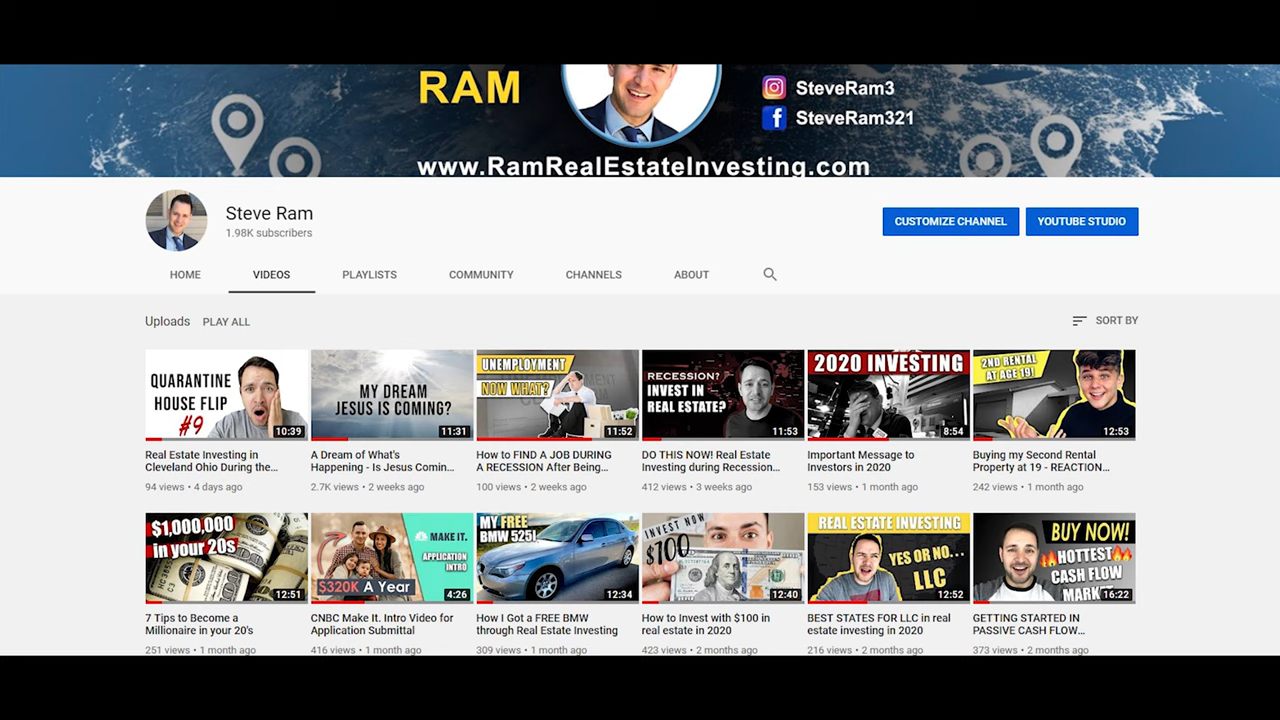 RAM
SteveRam3
SteveRam321
www.RamRealEstateInvesting.com
Steve Ram
1.98K subscribers
CUSTOMIZE CHANNEL
YOUTUBE STUDIO
HOME
VIDEOS
PLAYLISTS
COMMUNITY
CHANNELS
ABOUT
Uploads
PLAY ALL
SORT BY
QUARANTINE
HOUSE FLIP
#9
10:39
Real Estate Investing in
Cleveland Ohio During the...
94 views • 4 days ago
MY DREAM
JESUS IS COMING?
11:31
A Dream of What's
Happening - Is Jesus Comin...
2.7K views • 2 weeks ago
UNEMPLOYMENT
NOW WHAT?
11:52
How to FIND A JOB DURING
A RECESSION After Being...
100 views • 2 weeks ago
RECESSION?
INVEST IN
REAL ESTATE?
11:53
DO THIS NOW! Real Estate
Investing during Recession...
412 views • 3 weeks ago
2020 INVESTING
8:54
Important Message to
Investors in 2020
153 views • 1 month ago
2ND RENTAL
AT AGE 19!
12:53
Buying my Second Rental
Property at 19 - REACTION...
242 views • 1 month ago
$1,000,000
in your 20s
12:51
7 Tips to Become a
Millionaire in your 20's
251 views • 1 month ago
MAKE IT.
APPLICATION
INTRO
$320K A Year
4:26
CNBC Make It. Intro Video for
Application Submittal
416 views • 1 month ago
MY FREE
BMW 525I
12:34
How I Got a FREE BMW
through Real Estate Investing
309 views • 1 month ago
INVEST NOW
$100
12:40
How to Invest with $100 in
real estate in 2020
423 views • 2 months ago
REAL ESTATE INVESTING
YES OR NO...
LLC
12:52
BEST STATES FOR LLC in real
estate investing in 2020
216 views • 2 months ago
BUY NOW!
HOTTEST
CASH FLOW
MARK
16:22
GETTING STARTED IN
PASSIVE CASH FLOW...
373 views • 2 months ago